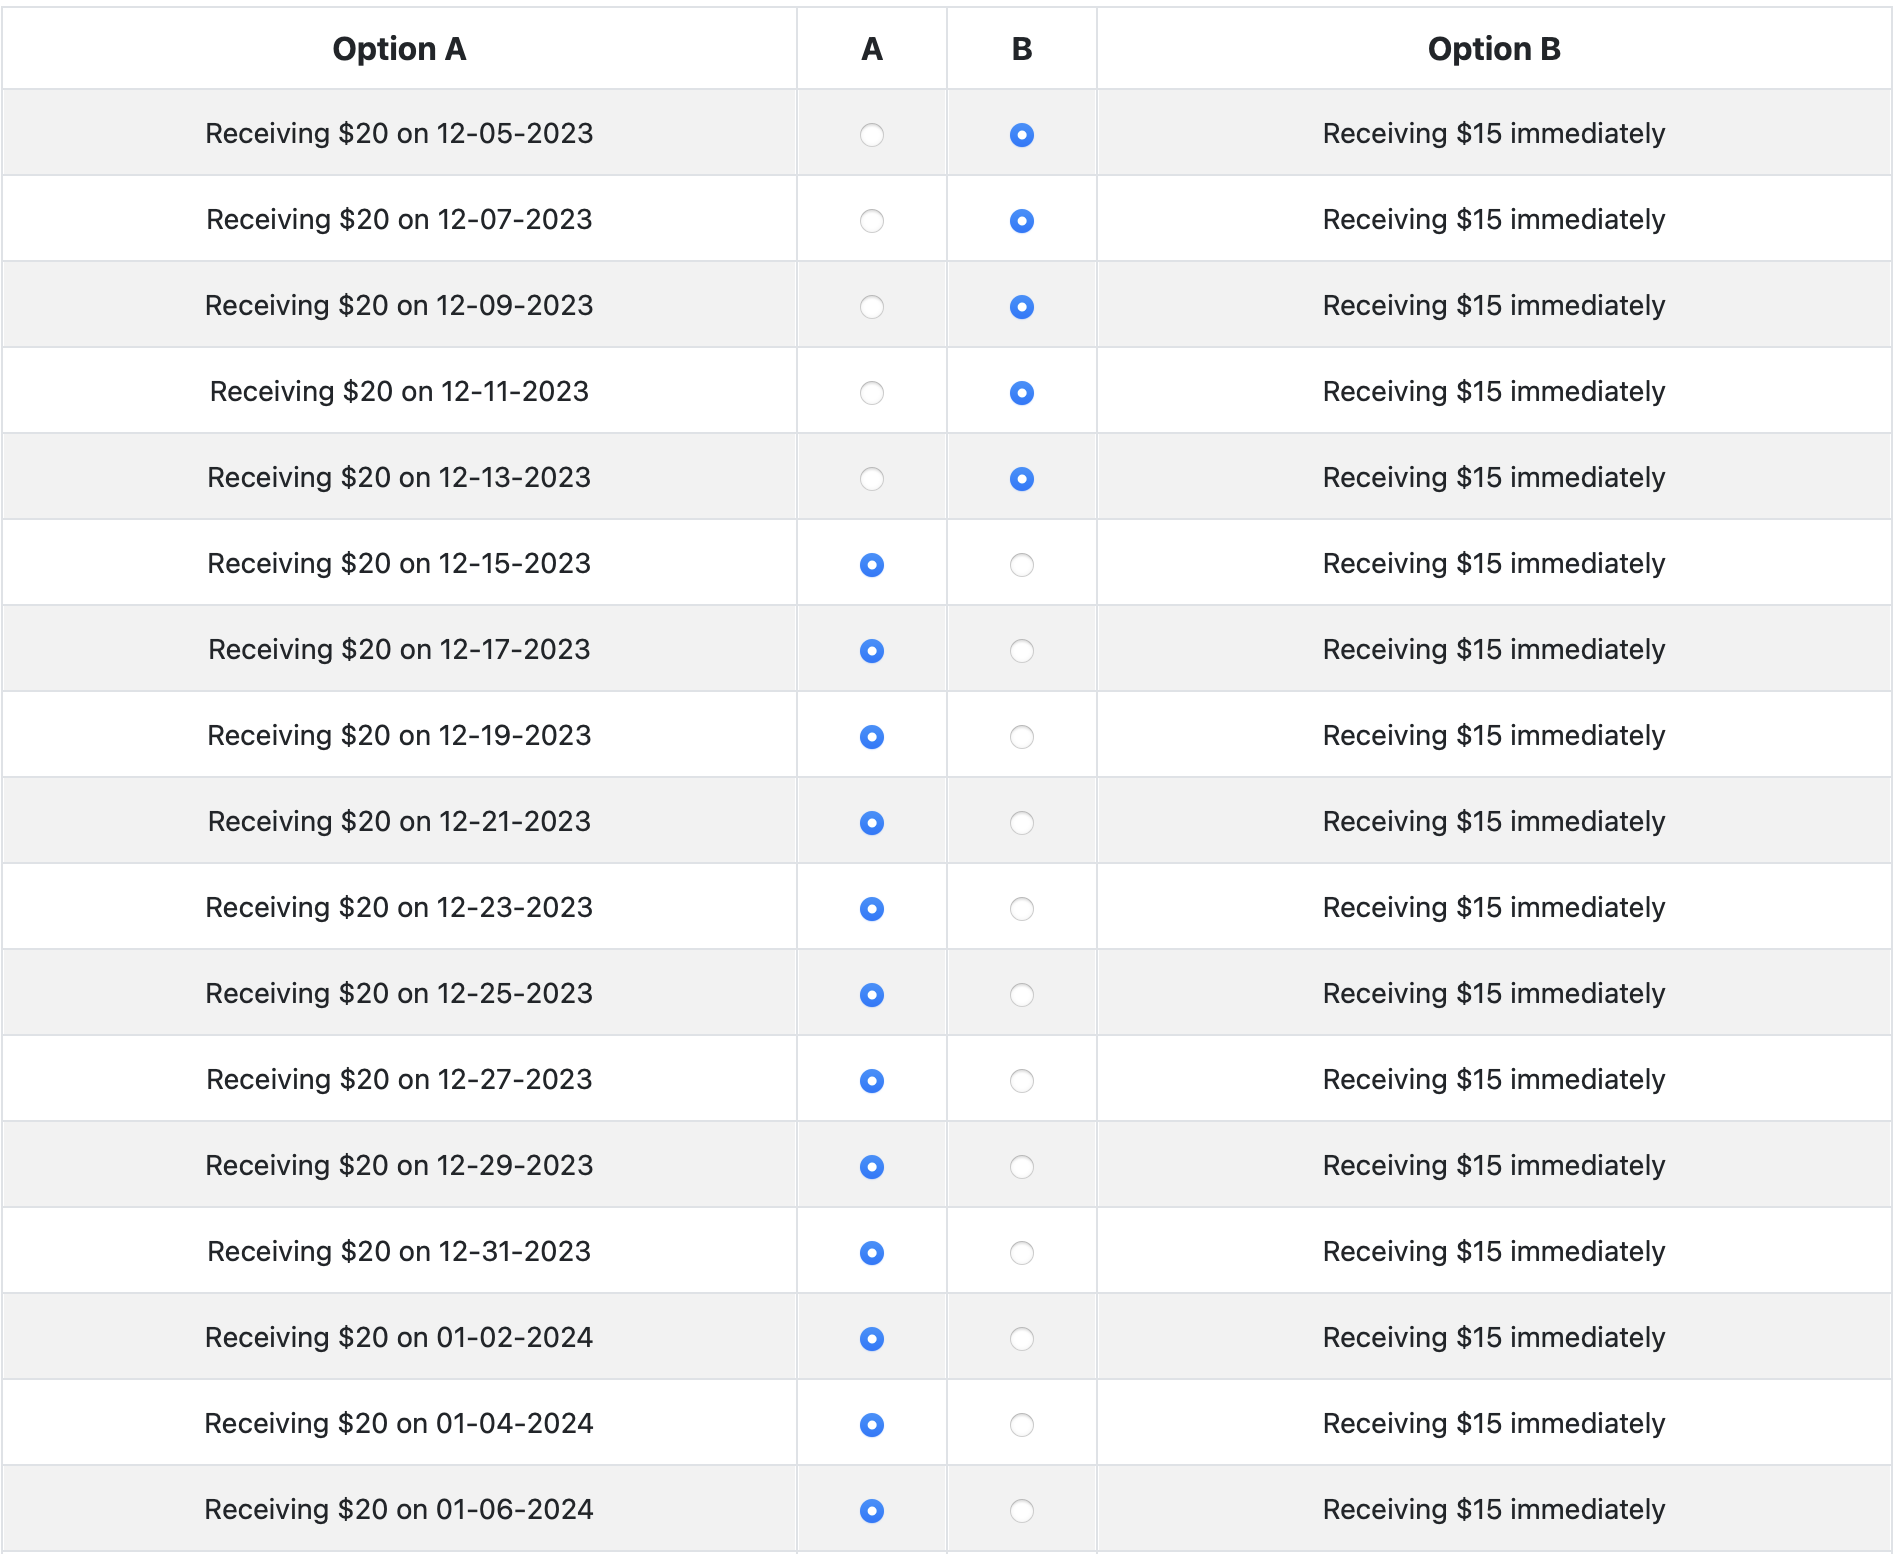 Option A A B Option B
Receiving $20 on 12-05-2023 Receiving $15 immediately
Receiving $20 on 12-07-2023 Receiving $15 immediately
Receiving $20 on 12-09-2023 Receiving $15 immediately
Receiving $20 on 12-11-2023 Receiving $15 immediately
Receiving $20 on 12-13-2023 Receiving $15 immediately
Receiving $20 on 12-15-2023 Receiving $15 immediately
Receiving $20 on 12-17-2023 Receiving $15 immediately
Receiving $20 on 12-19-2023 Receiving $15 immediately
Receiving $20 on 12-21-2023 Receiving $15 immediately
Receiving $20 on 12-23-2023 Receiving $15 immediately
Receiving $20 on 12-25-2023 Receiving $15 immediately
Receiving $20 on 12-27-2023 Receiving $15 immediately
Receiving $20 on 12-29-2023 Receiving $15 immediately
Receiving $20 on 12-31-2023 Receiving $15 immediately
Receiving $20 on 01-02-2024 Receiving $15 immediately
Receiving $20 on 01-04-2024 Receiving $15 immediately
Receiving $20 on 01-06-2024 Receiving $15 immediately